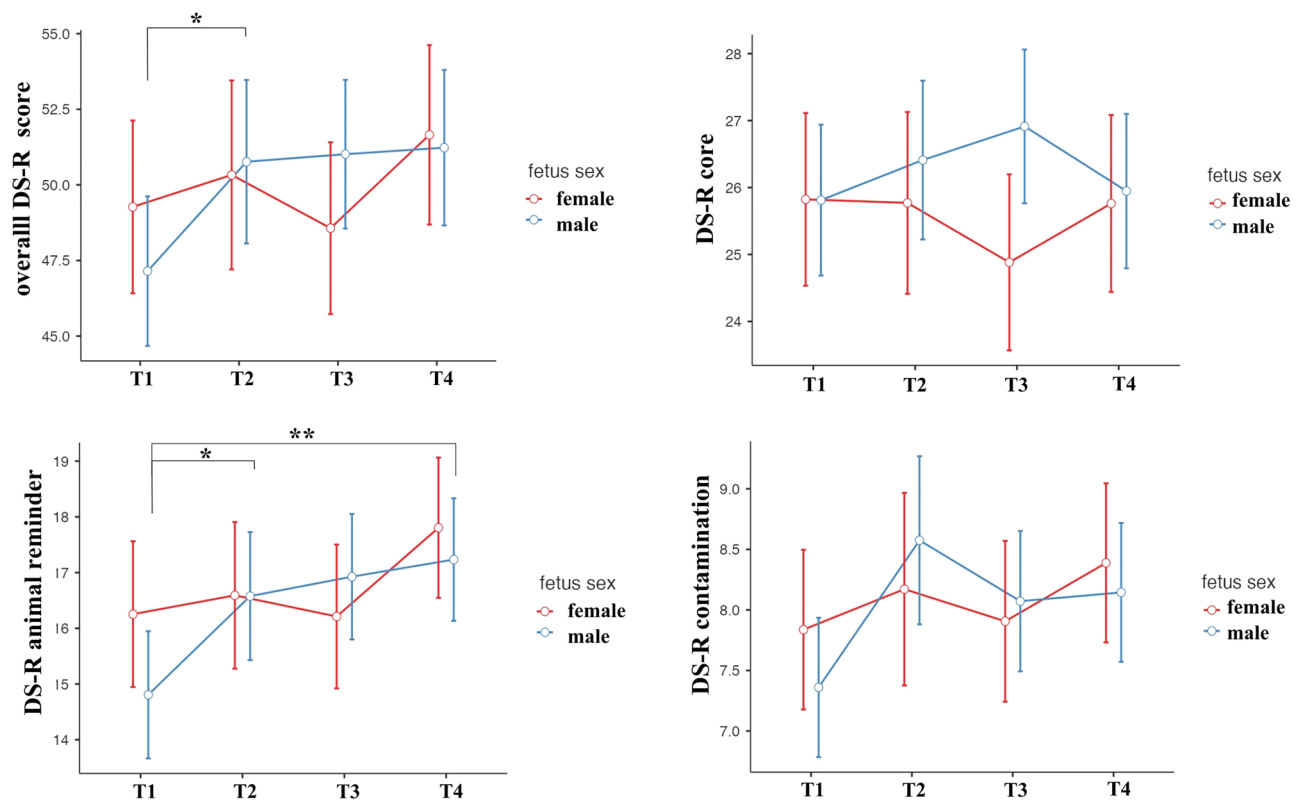 *
overalll DS-R score
55.0
52.5
50.0
47.5
45.0
T1 T2 T3 T4
fetus sex
female
male
DS-R core
28
27
26
25
24
T1 T2 T3 T4
fetus sex
female
male
**
*
DS-R animal reminder
19
18
17
16
15
14
T1 T2 T3 T4
fetus sex
female
male
DS-R contamination
9.0
8.5
8.0
7.5
7.0
T1 T2 T3 T4
fetus sex
female
male